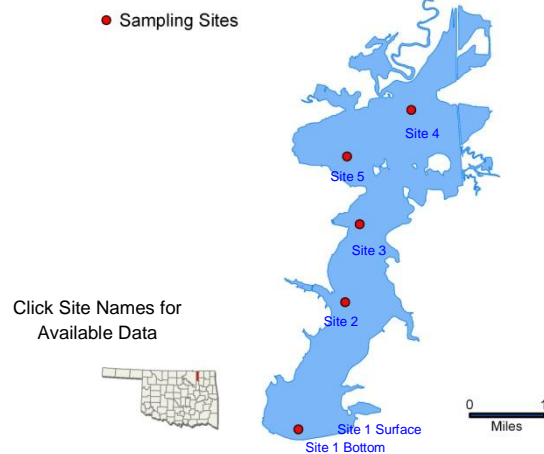 Sampling Sites
Site 4
Site 5
Site 3
Click Site Names for
Available Data
Site 2
0 1
Site 1 Surface
Miles
Site 1 Bottom